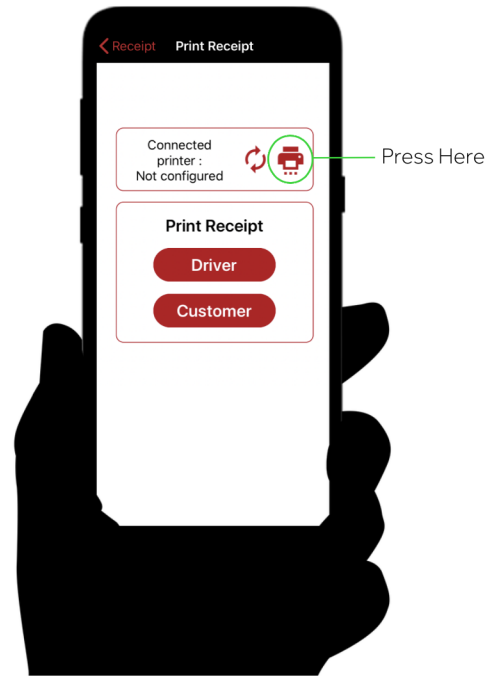 Receipt Print Receipt
Connected
printer :
Not configured
Press Here
Print Receipt
Driver
Customer